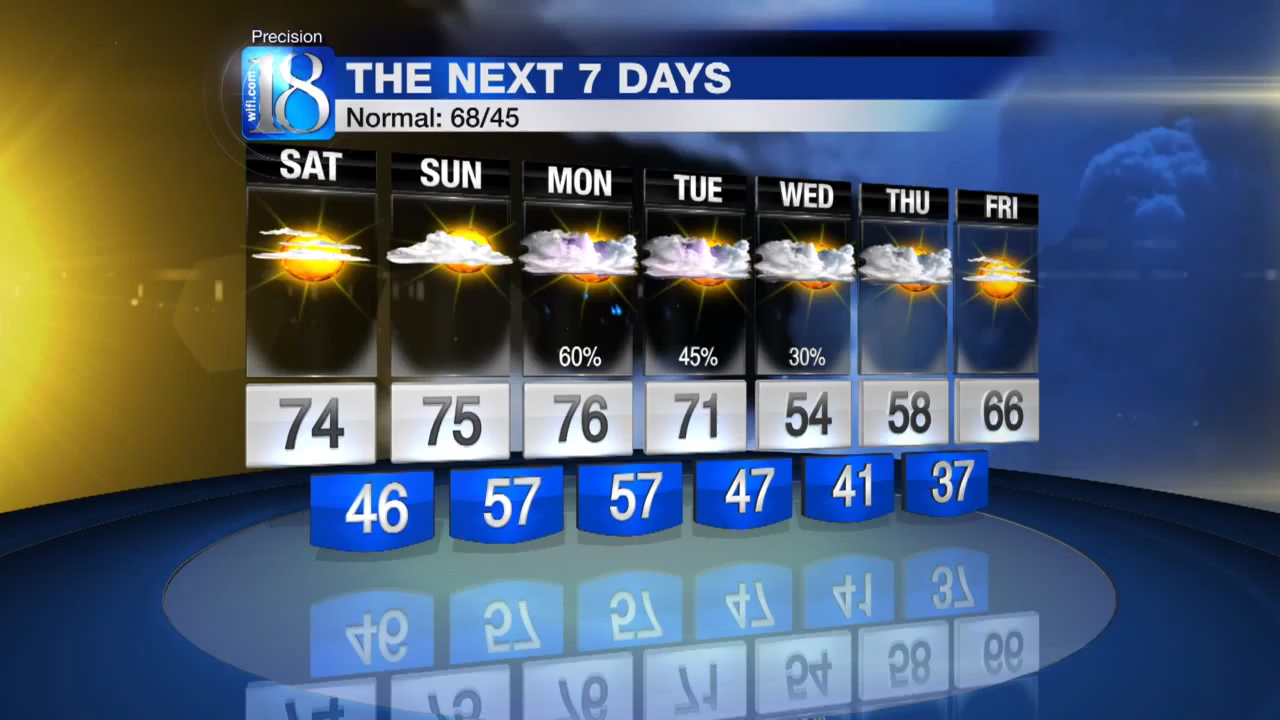 Precision
wlfi.com 18
THE NEXT 7 DAYS
Normal: 68/45
SAT SUN MON TUE WED THU FRI
60% 45% 30%
74 75 76 71 54 58 66
46 57 57 47 41 37